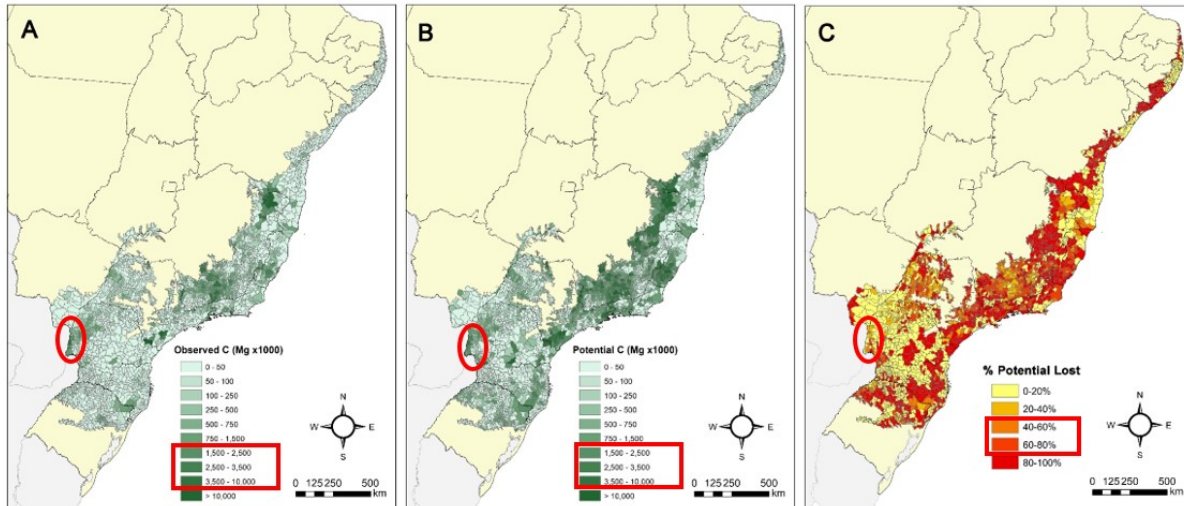 A
Observed C (Mg x1000)
0 - 50
50 - 100
100 - 250
250 - 500
500 - 750
750 - 1,500
1,500 - 2,500
2,500 - 3,500
3,500 - 10,000
> 10,000
N
W E
S
0 125 250 500
km
B
Potential C (Mg x1000)
0 - 50
50 - 100
100 - 250
250 - 500
500 - 750
750 - 1,500
1,500 - 2,500
2,500 - 3,500
3,500 - 10,000
> 10,000
N
W E
S
0 125 250 500
km
C
% Potential Lost
0-20%
20-40%
40-60%
60-80%
80-100%
N
W E
S
0 125 250 500
km